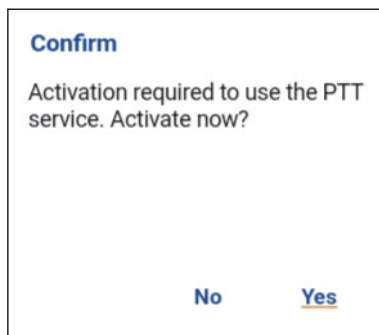 Confirm
Activation required to use the PTT
service. Activate now?
No Yes